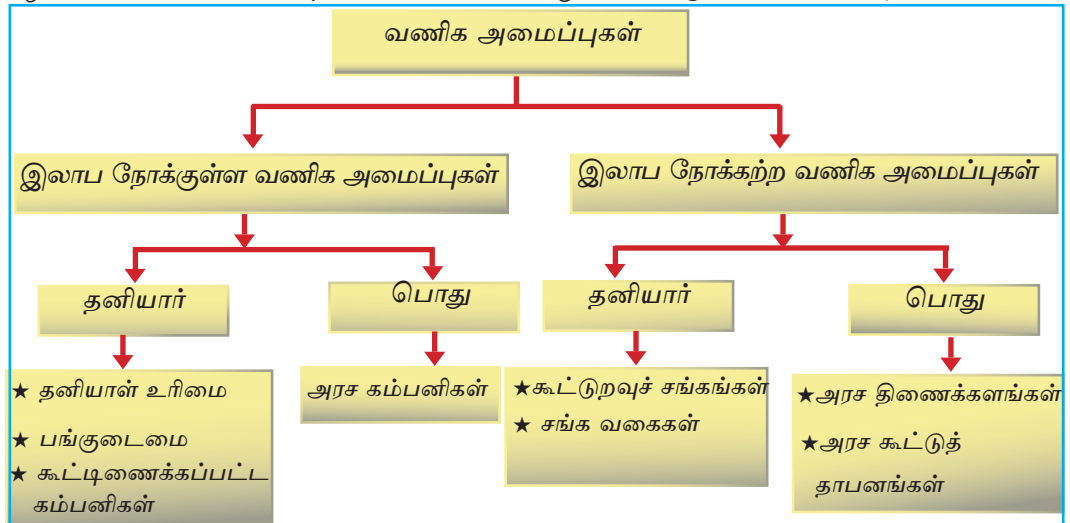 வணிக அமைப்புகள்
இலாப நோக்குள்ள வணிக அமைப்புகள்
இலாப நோக்கற்ற வணிக அமைப்புகள்
தனியார்
பொது
தனியார்
பொது
★ தனியாள் உரிமை
★ பங்குடைமை
★ கூட்டிணைக்கப்பட்ட
கம்பனிகள்
அரச கம்பனிகள்
★கூட்டுறவுச் சங்கங்கள்
★ சங்க வகைகள்
★அரச திணைக்களங்கள்
★அரச கூட்டுத்
தாபனங்கள்